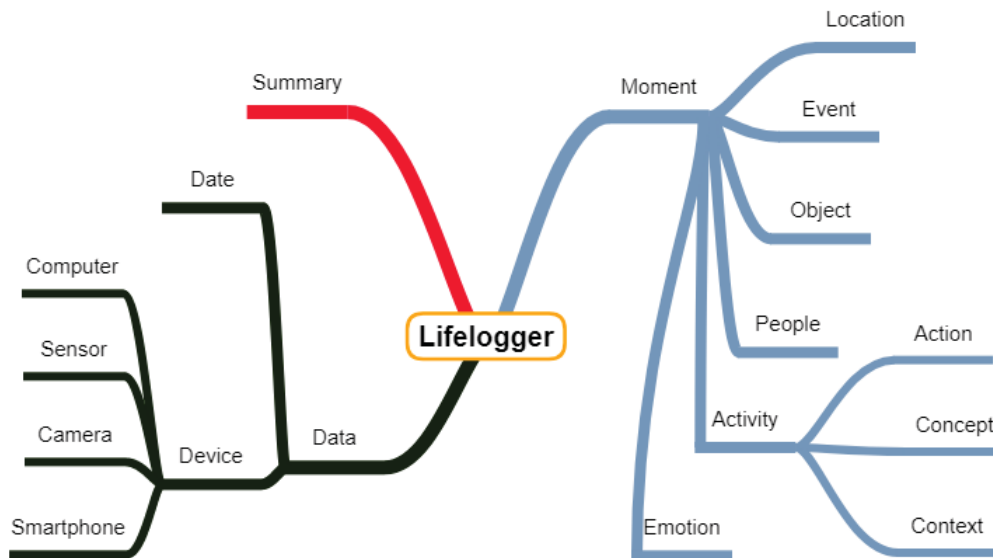 Location
Summary
Moment
Event
Date
Object
Computer
People
Lifelogger
Action
Sensor
Activity
Concept
Camera
Data
Device
Smartphone
Emotion
Context